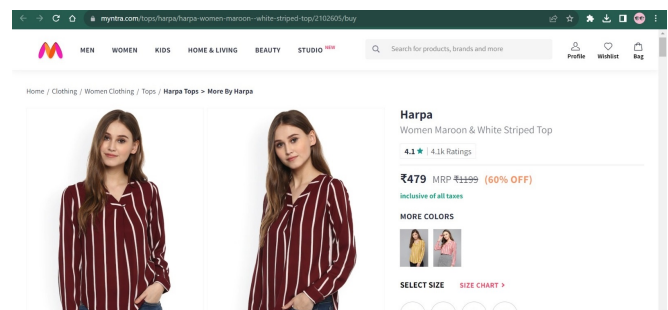 myntra.com/tops/harpa/harpa-women-maroon--white-striped-top/2102605/buy
MEN WOMEN KIDS HOME & LIVING BEAUTY STUDIO NEW Search for products, brands and more Profile Wishlist Bag
Home / Clothing / Women Clothing / Tops / Harpa Tops > More By Harpa
Harpa
Women Maroon & White Striped Top
4.1 ★ | 4.1k Ratings
₹479 MRP ₹1199 (60% OFF)
inclusive of all taxes
MORE COLORS
SELECT SIZE SIZE CHART >